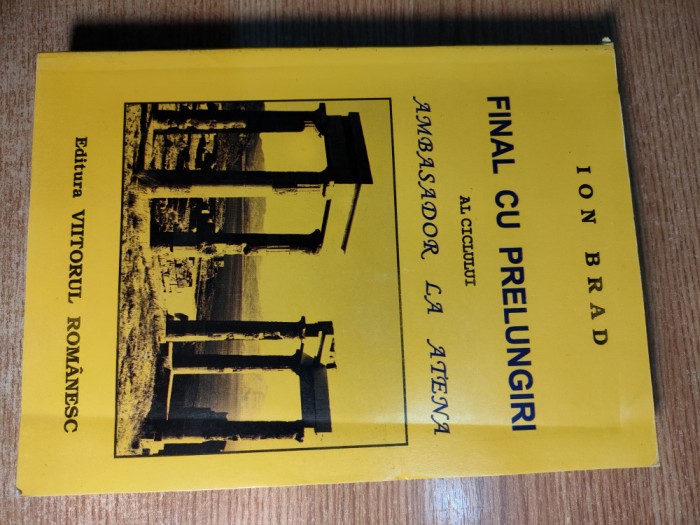 ION BRAD
FINAL CU PRELUNGIRI
AL CICLULUI
AMBASADOR LA ATENA
Editura VIITORUL ROMÂNESC